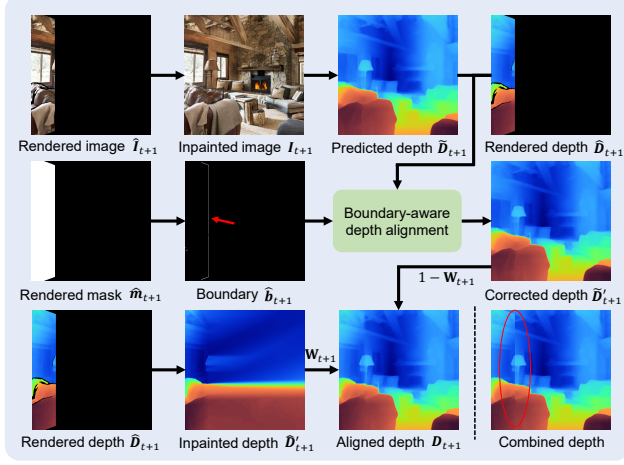 Rendered image Î_{t+1}
Inpainted image I_{t+1}
Predicted depth D̃_{t+1}
Rendered depth D̂_{t+1}
Boundary-aware
depth alignment
Rendered mask m̂_{t+1}
Boundary b̂_{t+1}
1 − W_{t+1}
Corrected depth D̃′_{t+1}
W_{t+1}
Rendered depth D̂_{t+1}
Inpainted depth D̂′_{t+1}
Aligned depth D_{t+1}
Combined depth